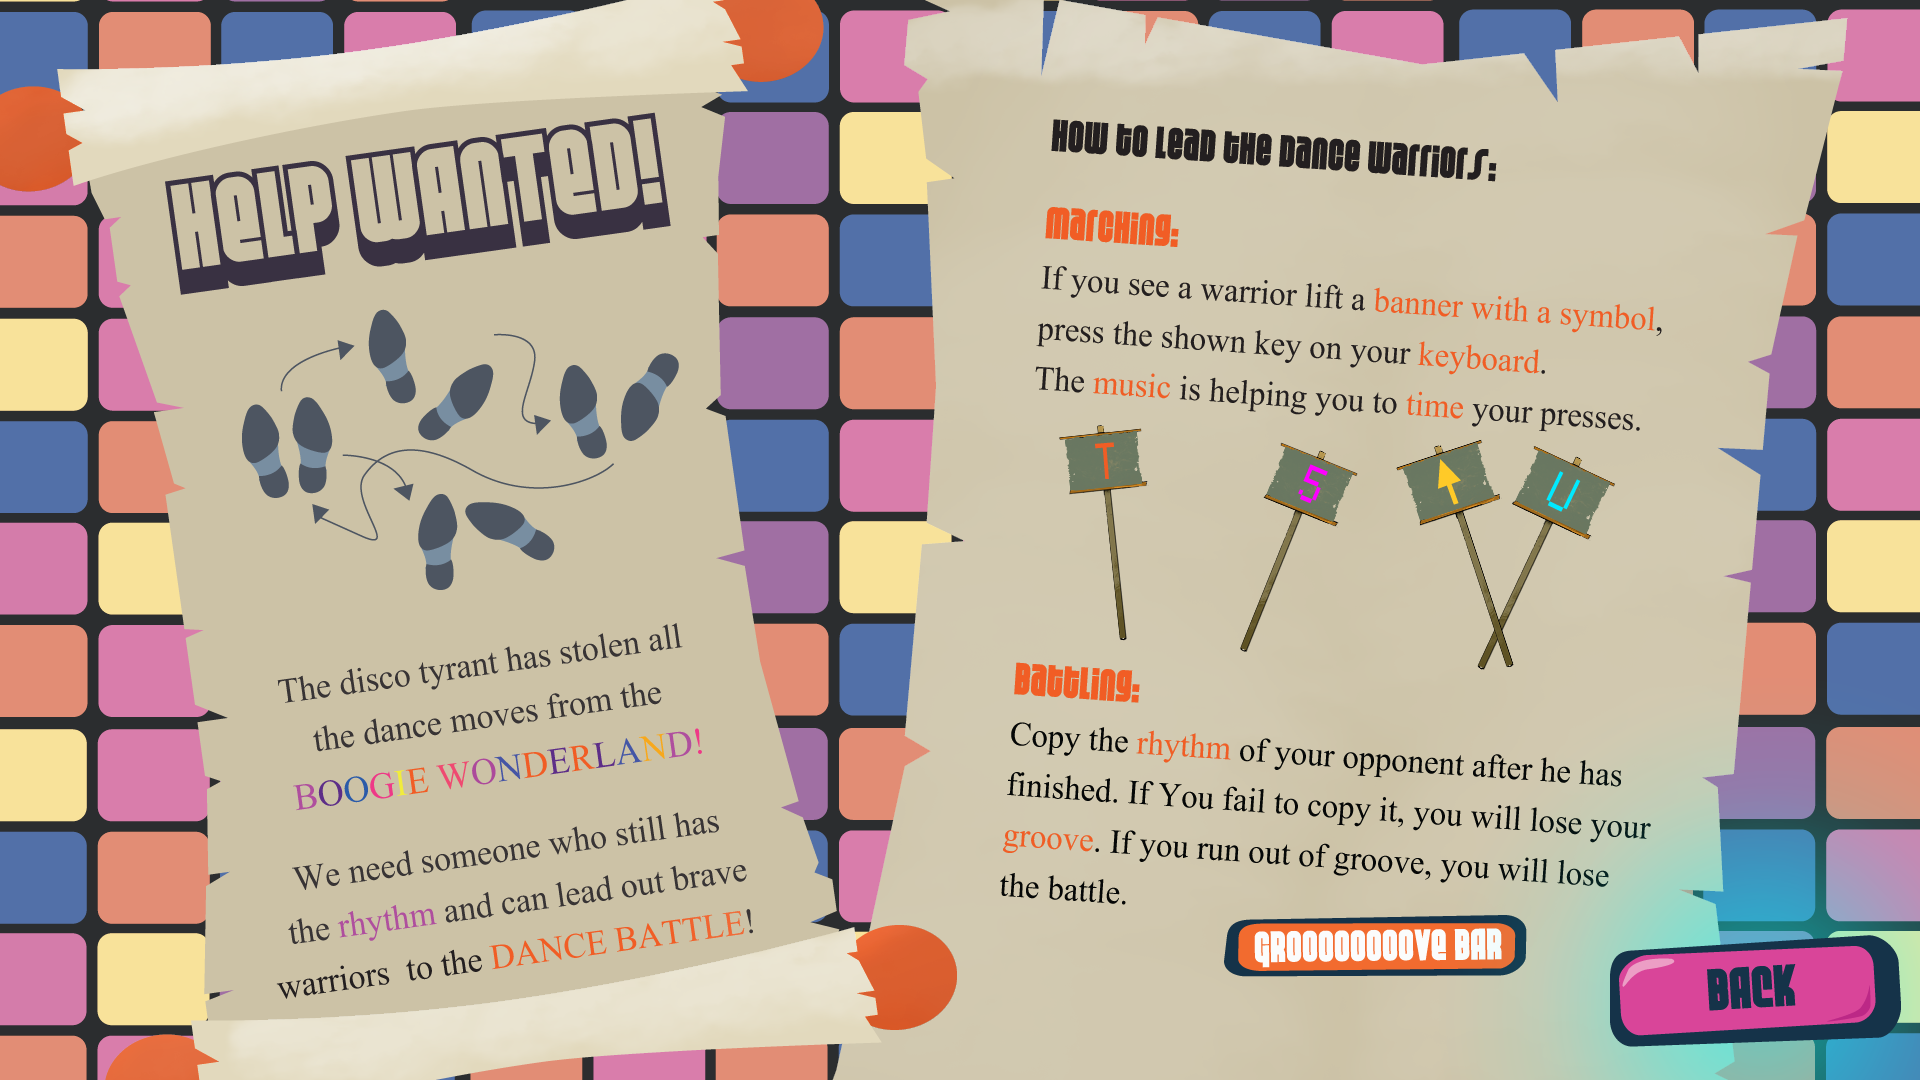 HELP WANTED!
The disco tyrant has stolen all
the dance moves from the
BOOGIE WONDERLAND!
We need someone who still has
the rhythm and can lead out brave
warriors to the DANCE BATTLE!
How to lead the Dance Warriors:
Marching:
If you see a warrior lift a banner with a symbol,
press the shown key on your keyboard.
The music is helping you to time your presses.
T
S
U
Battling:
Copy the rhythm of your opponent after he has
finished. If You fail to copy it, you will lose your
groove. If you run out of groove, you will lose
the battle.
GROOOOOOOOVE BAR
BACK